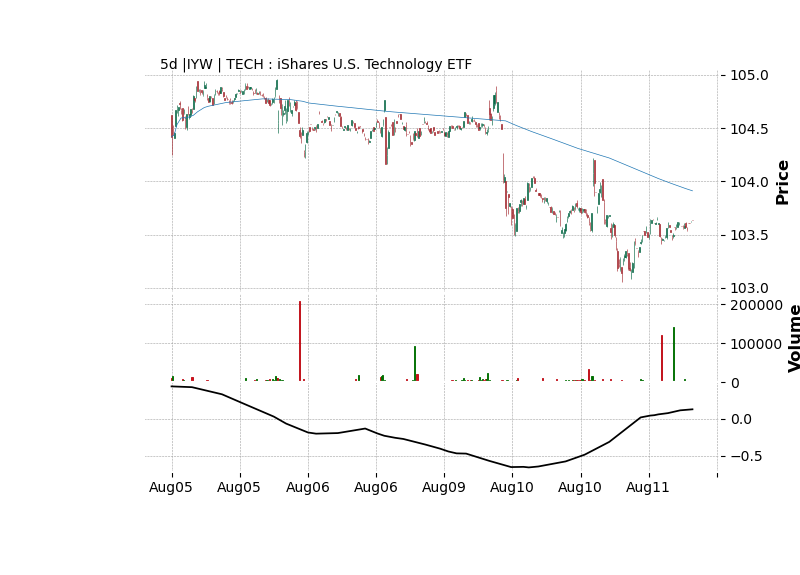 5d |IYW | TECH : iShares U.S. Technology ETF
105.0
104.5
104.0
103.5
103.0
Price
200000
100000
0
Volume
0.0
−0.5
Aug05 Aug05 Aug06 Aug06 Aug09 Aug10 Aug10 Aug11